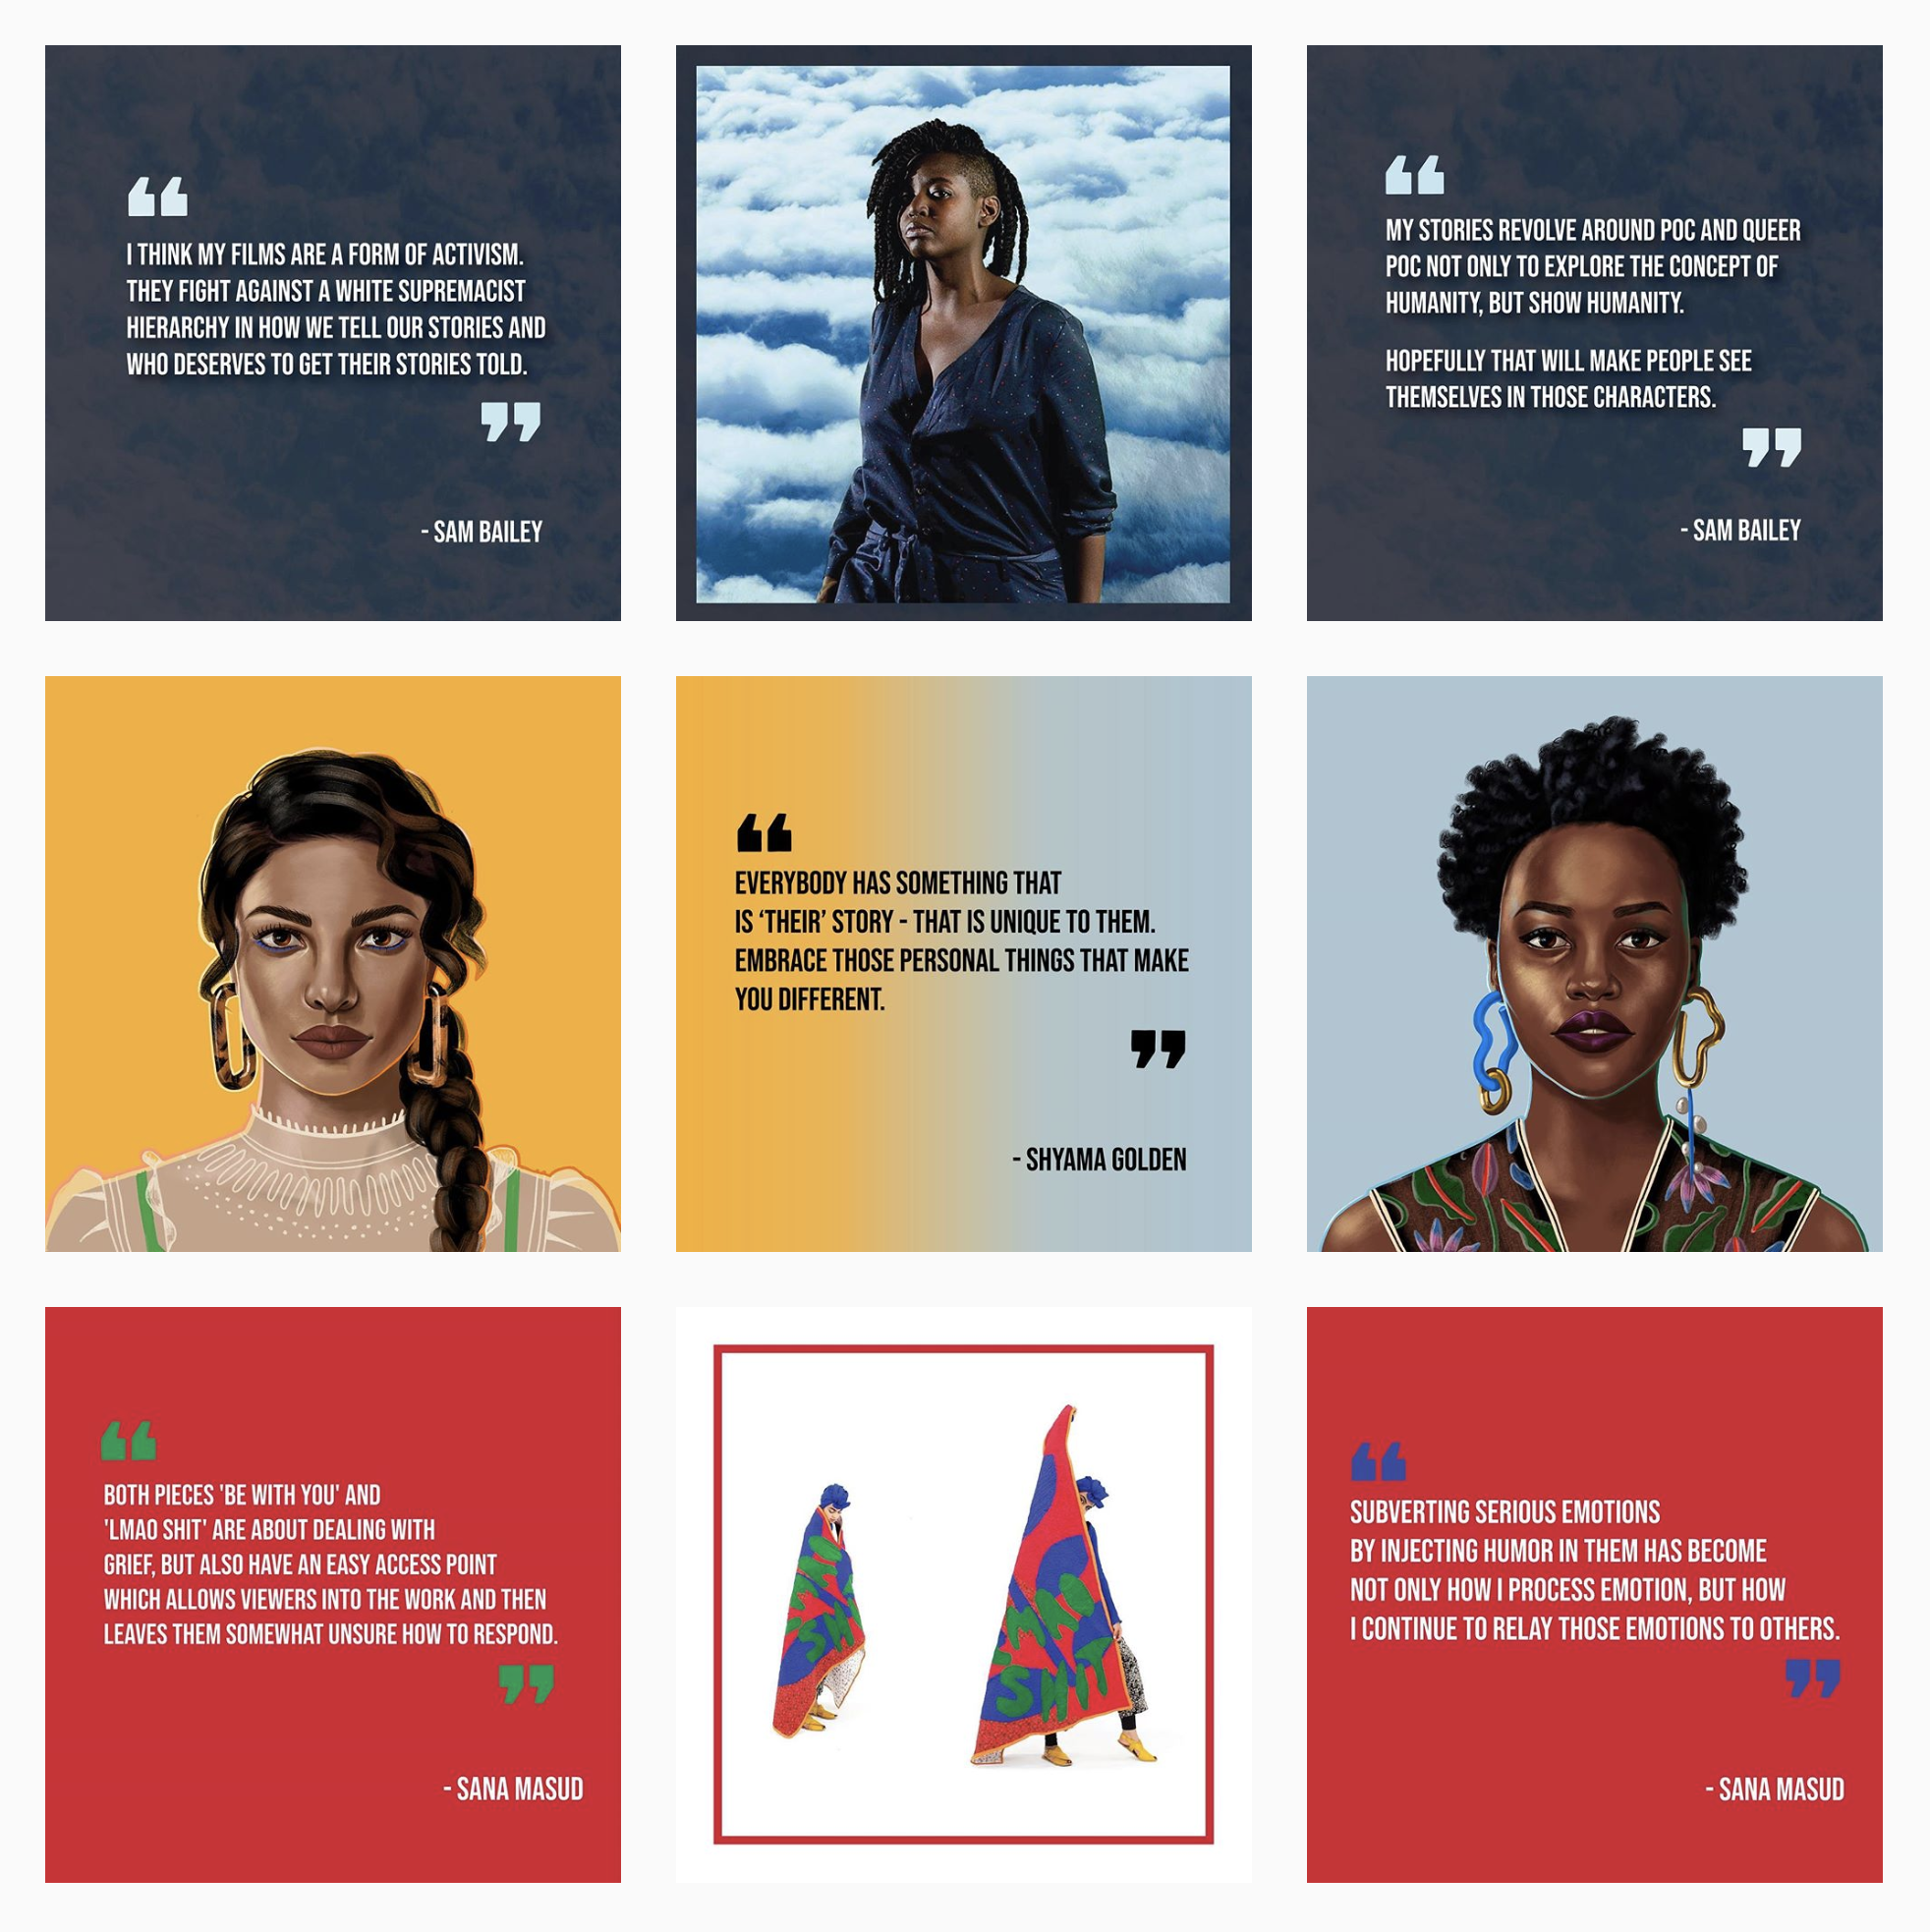 “
I THINK MY FILMS ARE A FORM OF ACTIVISM.
THEY FIGHT AGAINST A WHITE SUPREMACIST
HIERARCHY IN HOW WE TELL OUR STORIES AND
WHO DESERVES TO GET THEIR STORIES TOLD.
”
- SAM BAILEY
“
MY STORIES REVOLVE AROUND POC AND QUEER
POC NOT ONLY TO EXPLORE THE CONCEPT OF
HUMANITY, BUT SHOW HUMANITY.
HOPEFULLY THAT WILL MAKE PEOPLE SEE
THEMSELVES IN THOSE CHARACTERS.
”
- SAM BAILEY
“
EVERYBODY HAS SOMETHING THAT
IS ‘THEIR’ STORY - THAT IS UNIQUE TO THEM.
EMBRACE THOSE PERSONAL THINGS THAT MAKE
YOU DIFFERENT.
”
- SHYAMA GOLDEN
“
BOTH PIECES 'BE WITH YOU' AND
'LMAO SHIT' ARE ABOUT DEALING WITH
GRIEF, BUT ALSO HAVE AN EASY ACCESS POINT
WHICH ALLOWS VIEWERS INTO THE WORK AND THEN
LEAVES THEM SOMEWHAT UNSURE HOW TO RESPOND.
”
- SANA MASUD
LMAO
SHIT
“
SUBVERTING SERIOUS EMOTIONS
BY INJECTING HUMOR IN THEM HAS BECOME
NOT ONLY HOW I PROCESS EMOTION, BUT HOW
I CONTINUE TO RELAY THOSE EMOTIONS TO OTHERS.
”
- SANA MASUD